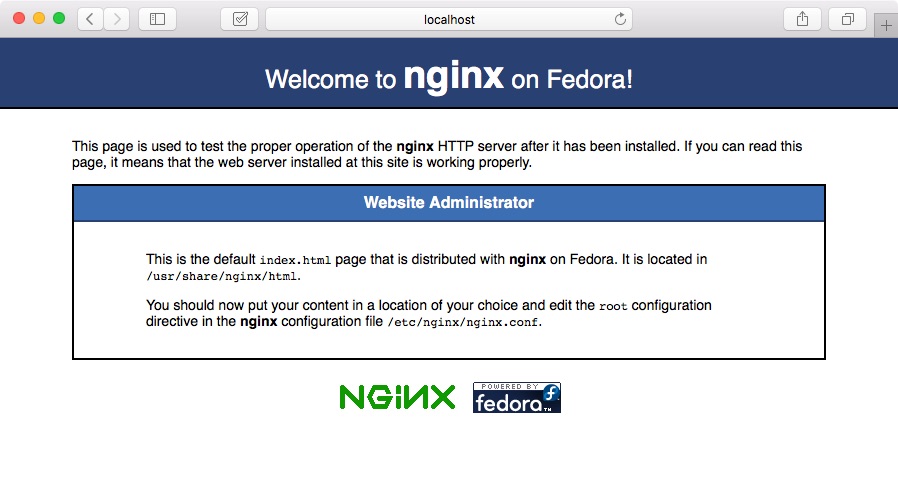 localhost
Welcome to nginx on Fedora!
This page is used to test the proper operation of the nginx HTTP server after it has been installed. If you can read this
page, it means that the web server installed at this site is working properly.
Website Administrator
This is the default index.html page that is distributed with nginx on Fedora. It is located in
/usr/share/nginx/html.
You should now put your content in a location of your choice and edit the root configuration
directive in the nginx configuration file /etc/nginx/nginx.conf.
NGiNX
POWERED BY
fedora™